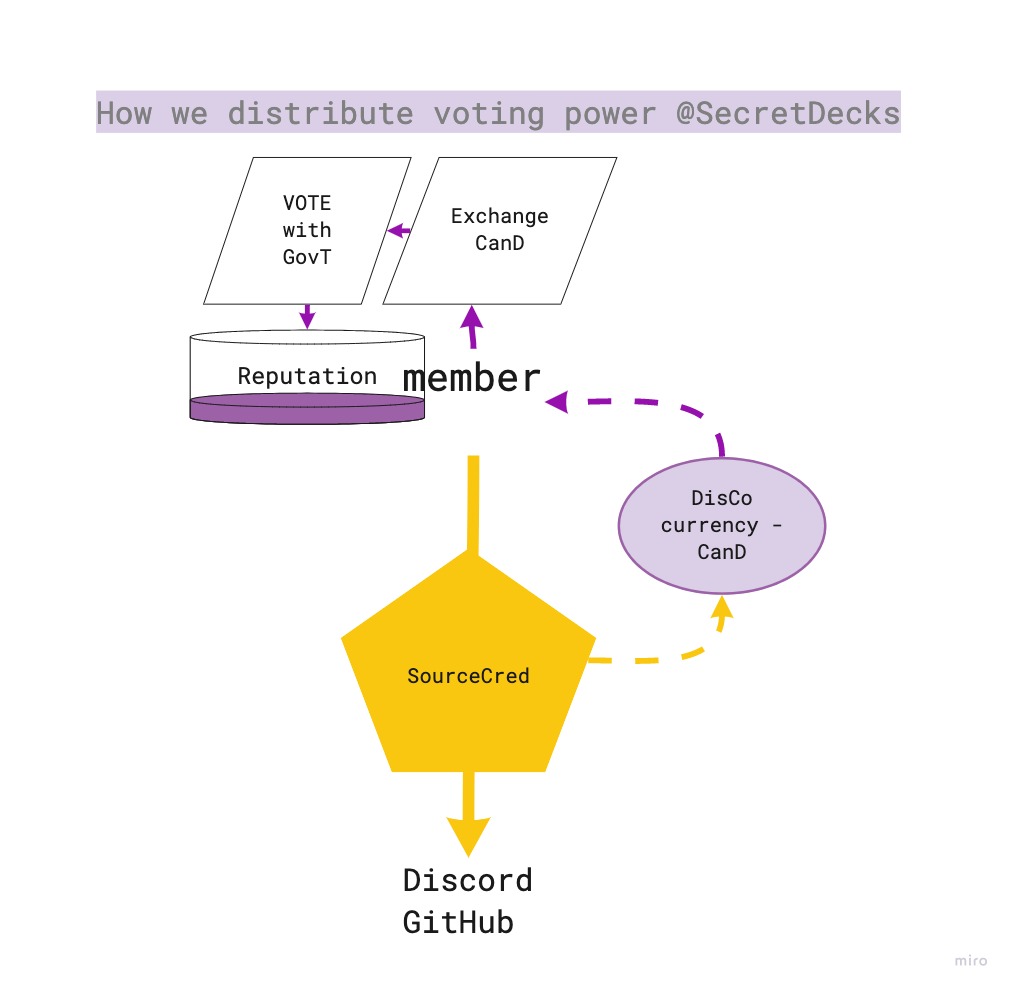 How we distribute voting power @SecretDecks
VOTE
with
GovT
Exchange
CanD
Reputation
member
DisCo
currency -
CanD
SourceCred
Discord
GitHub
miro